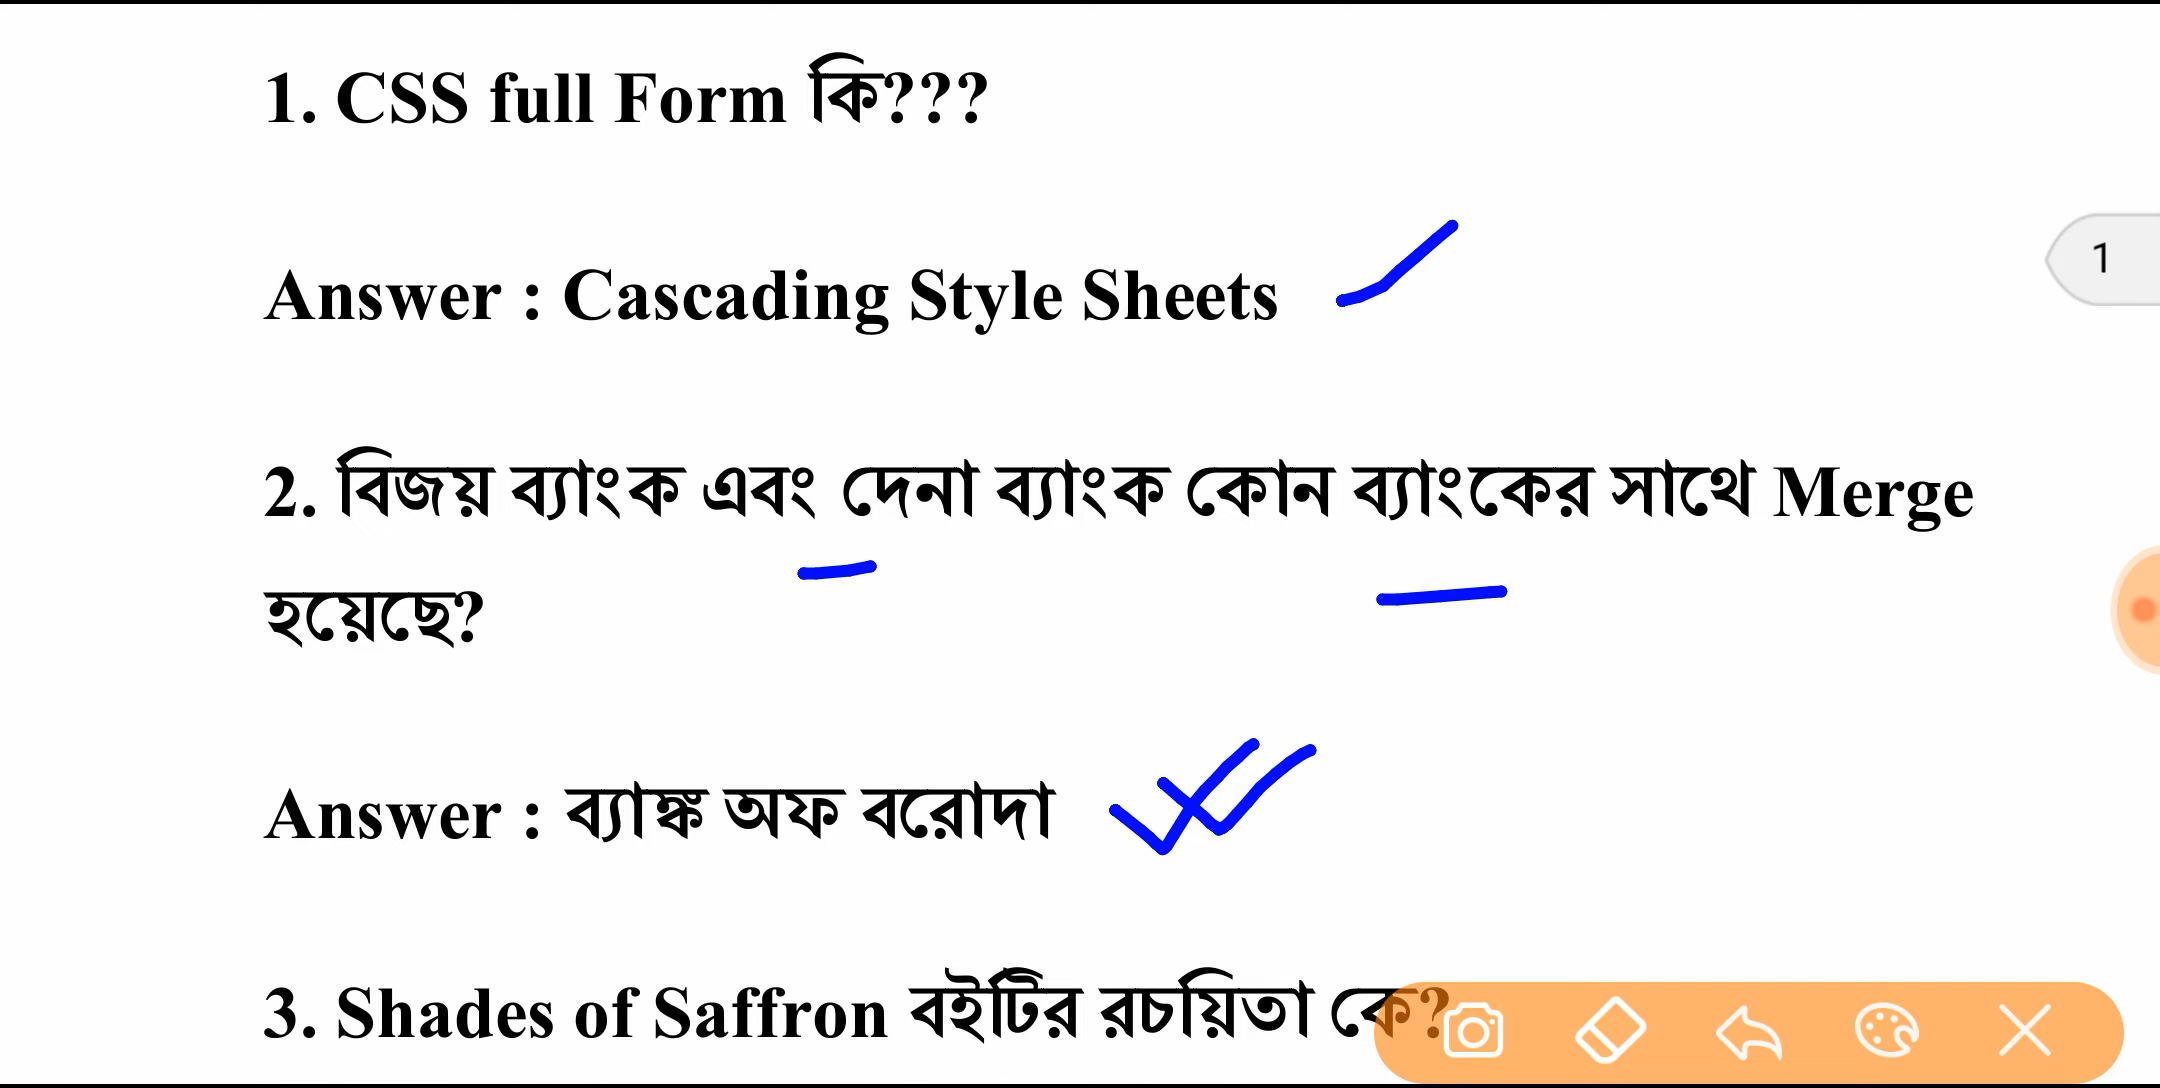 1. CSS full Form কি???
1
Answer : Cascading Style Sheets
2. বিজয় ব্যাংক এবং দেনা ব্যাংক কোন ব্যাংকের সাথে Merge
হয়েছে?
Answer : ব্যাঙ্ক অফ বরোদা
3. Shades of Saffron বইটির রচয়িতা কে?